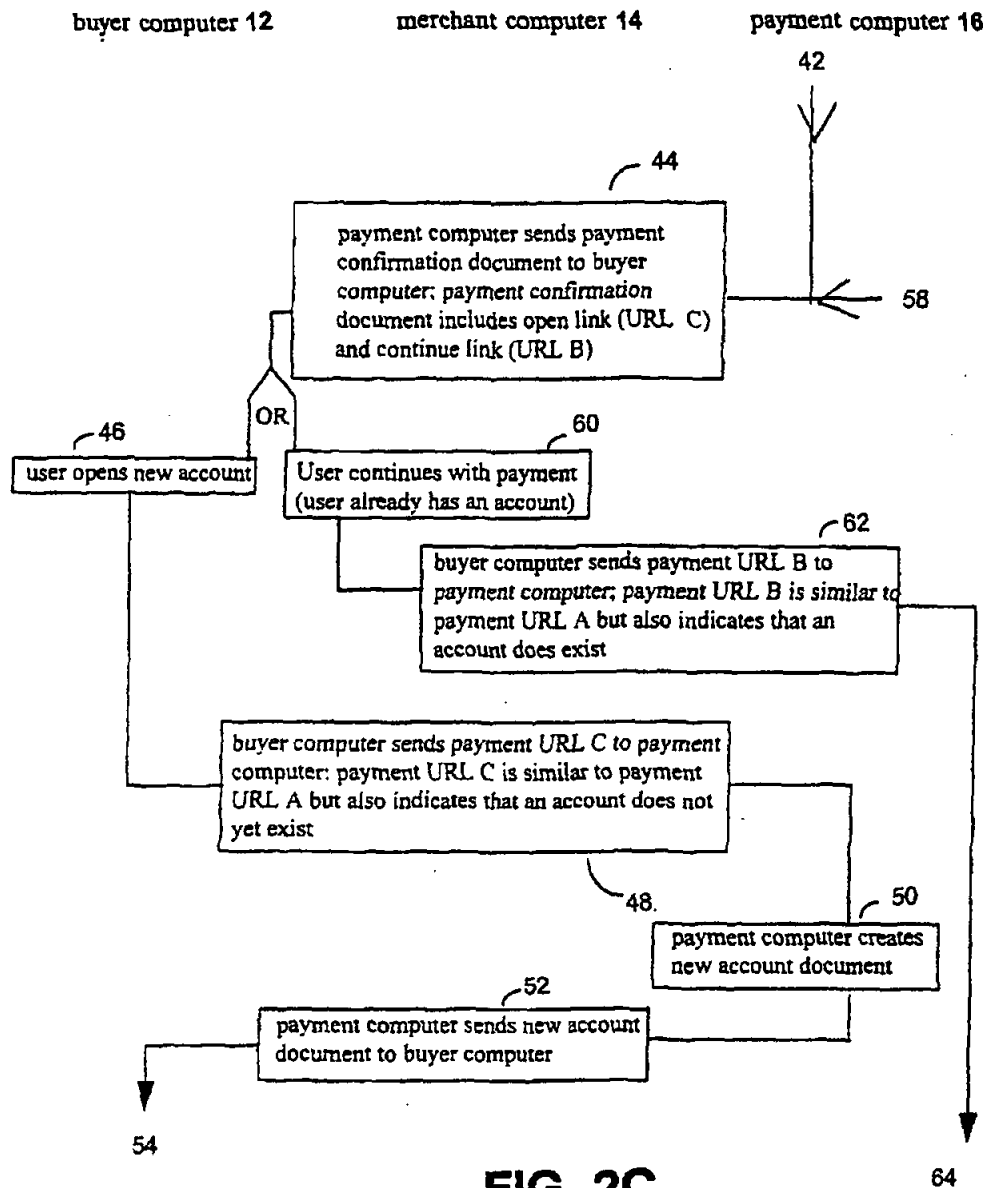 buyer computer 12 merchant computer 14 payment computer 16
42
44
payment computer sends payment
confirmation document to buyer
computer; payment confirmation
document includes open link (URL C)
and continue link (URL B)
58
OR
46
user opens new account
60
User continues with payment
(user already has an account)
62
buyer computer sends payment URL B to
payment computer; payment URL B is similar to
payment URL A but also indicates that an
account does exist
buyer computer sends payment URL C to payment
computer: payment URL C is similar to payment
URL A but also indicates that an account does not
yet exist
48.
50
payment computer creates
new account document
52
payment computer sends new account
document to buyer computer
54
64
FIG. 2C